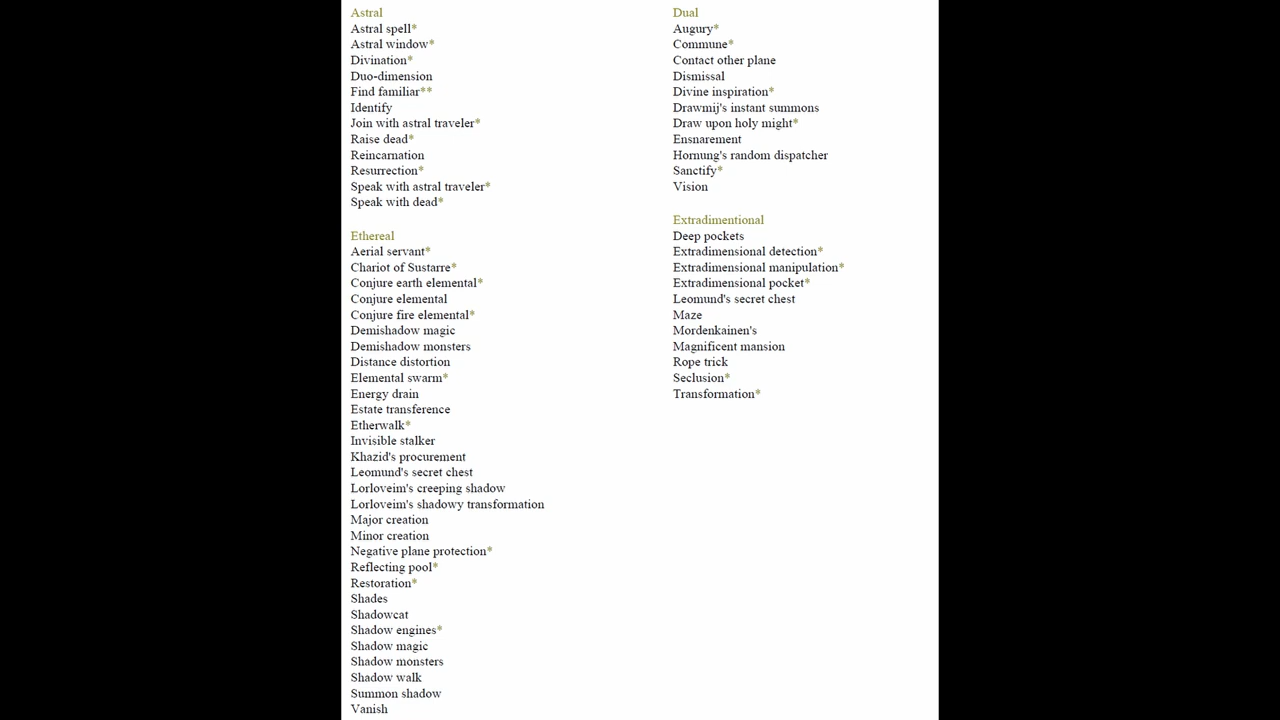 Astral
Astral spell*
Astral window*
Divination*
Duo-dimension
Find familiar**
Identify
Join with astral traveler*
Raise dead*
Reincarnation
Resurrection*
Speak with astral traveler*
Speak with dead*
Ethereal
Aerial servant*
Chariot of Sustarre*
Conjure earth elemental*
Conjure elemental
Conjure fire elemental*
Demishadow magic
Demishadow monsters
Distance distortion
Elemental swarm*
Energy drain
Estate transference
Etherwalk*
Invisible stalker
Khazid's procurement
Leomund's secret chest
Lorloveim's creeping shadow
Lorloveim's shadowy transformation
Major creation
Minor creation
Negative plane protection*
Reflecting pool*
Restoration*
Shades
Shadowcat
Shadow engines*
Shadow magic
Shadow monsters
Shadow walk
Summon shadow
Vanish
Dual
Augury*
Commune*
Contact other plane
Dismissal
Divine inspiration*
Drawmij's instant summons
Draw upon holy might*
Ensnarement
Hornung's random dispatcher
Sanctify*
Vision
Extradimentional
Deep pockets
Extradimensional detection*
Extradimensional manipulation*
Extradimensional pocket*
Leomund's secret chest
Maze
Mordenkainen's
Magnificent mansion
Rope trick
Seclusion*
Transformation*